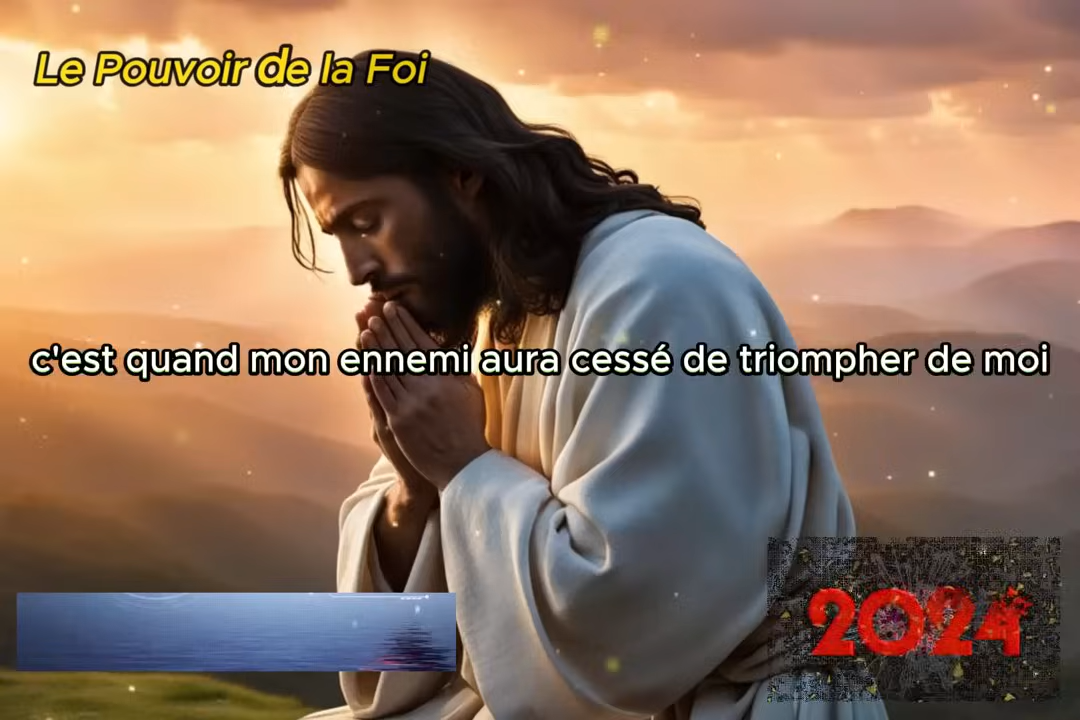 Le Pouvoir de la Foi
c'est quand mon ennemi aura cessé de triompher de moi
2024